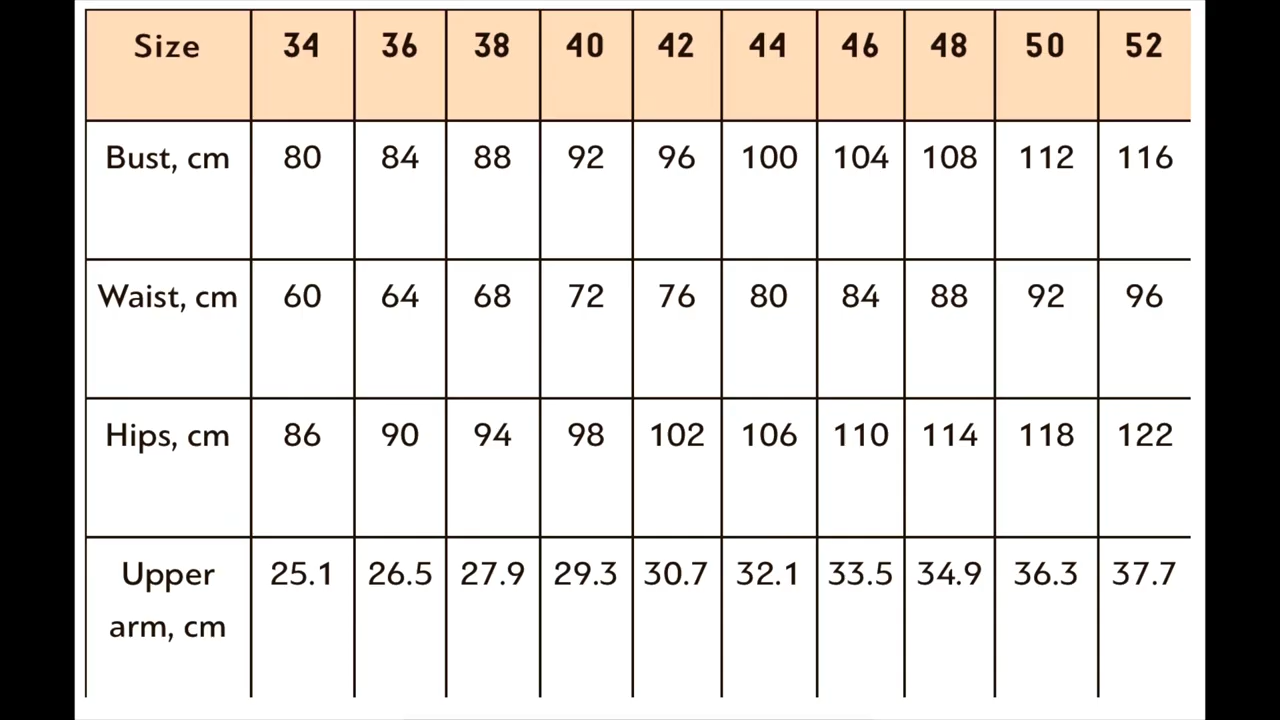 Size 34 36 38 40 42 44 46 48 50 52
Bust, cm 80 84 88 92 96 100 104 108 112 116
Waist, cm 60 64 68 72 76 80 84 88 92 96
Hips, cm 86 90 94 98 102 106 110 114 118 122
Upper 25.1 26.5 27.9 29.3 30.7 32.1 33.5 34.9 36.3 37.7
arm, cm